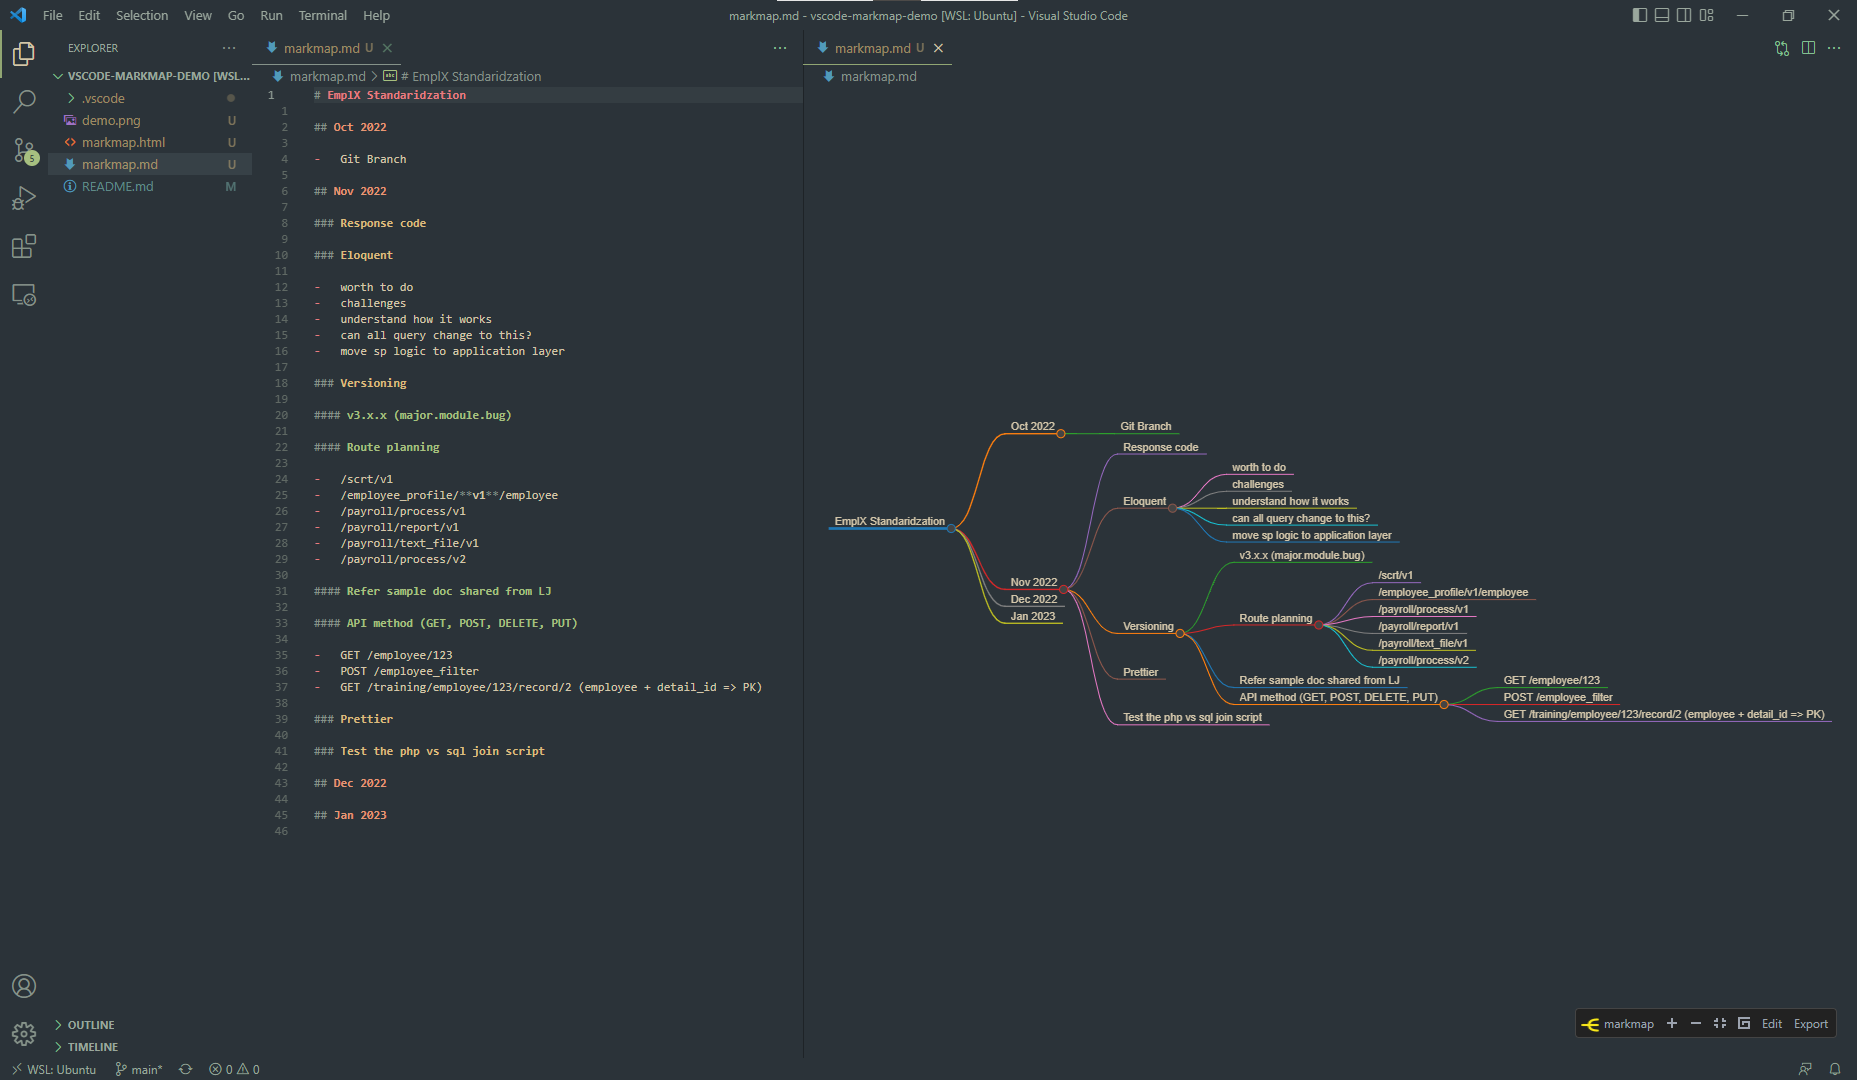 File Edit Selection View Go Run Terminal Help
markmap.md - vscode-markmap-demo [WSL: Ubuntu] - Visual Studio Code
EXPLORER
VSCODE-MARKMAP-DEMO [WSL...
.vscode
demo.png U
markmap.html U
markmap.md U
README.md M
5
OUTLINE
TIMELINE
markmap.md U
markmap.md > # EmplX Standaridzation
1 # EmplX Standaridzation
1
2 ## Oct 2022
3
4 - Git Branch
5
6 ## Nov 2022
7
8 ### Response code
9
10 ### Eloquent
11
12 - worth to do
13 - challenges
14 - understand how it works
15 - can all query change to this?
16 - move sp logic to application layer
17
18 ### Versioning
19
20 #### v3.x.x (major.module.bug)
21
22 #### Route planning
23
24 - /scrt/v1
25 - /employee_profile/**v1**/employee
26 - /payroll/process/v1
27 - /payroll/report/v1
28 - /payroll/text_file/v1
29 - /payroll/process/v2
30
31 #### Refer sample doc shared from LJ
32
33 #### API method (GET, POST, DELETE, PUT)
34
35 - GET /employee/123
36 - POST /employee_filter
37 - GET /training/employee/123/record/2 (employee + detail_id => PK)
38
39 ### Prettier
40
41 ### Test the php vs sql join script
42
43 ## Dec 2022
44
45 ## Jan 2023
46
markmap.md U
markmap.md
EmplX Standaridzation
Oct 2022
Git Branch
Nov 2022
Response code
Eloquent
worth to do
challenges
understand how it works
can all query change to this?
move sp logic to application layer
Versioning
v3.x.x (major.module.bug)
Route planning
/scrt/v1
/employee_profile/v1/employee
/payroll/process/v1
/payroll/report/v1
/payroll/text_file/v1
/payroll/process/v2
Refer sample doc shared from LJ
API method (GET, POST, DELETE, PUT)
GET /employee/123
POST /employee_filter
GET /training/employee/123/record/2 (employee + detail_id => PK)
Prettier
Test the php vs sql join script
Dec 2022
Jan 2023
markmap Edit Export
WSL: Ubuntu main* 0 0